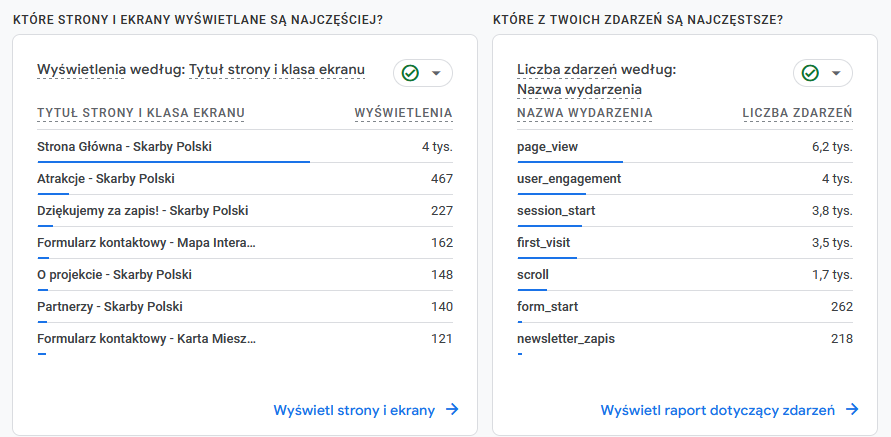 KTÓRE STRONY I EKRANY WYŚWIETLANE SĄ NAJCZĘŚCIEJ?
Wyświetlenia według: Tytuł strony i klasa ekranu
TYTUŁ STRONY I KLASA EKRANU WYŚWIETLENIA
Strona Główna - Skarby Polski 4 tys.
Atrakcje - Skarby Polski 467
Dziękujemy za zapis! - Skarby Polski 227
Formularz kontaktowy - Mapa Intera… 162
O projekcie - Skarby Polski 148
Partnerzy - Skarby Polski 140
Formularz kontaktowy - Karta Miesz… 121
Wyświetl strony i ekrany
KTÓRE Z TWOICH ZDARZEŃ SĄ NAJCZĘSTSZE?
Liczba zdarzeń według:
Nazwa wydarzenia
NAZWA WYDARZENIA LICZBA ZDARZEŃ
page_view 6,2 tys.
user_engagement 4 tys.
session_start 3,8 tys.
first_visit 3,5 tys.
scroll 1,7 tys.
form_start 262
newsletter_zapis 218
Wyświetl raport dotyczący zdarzeń